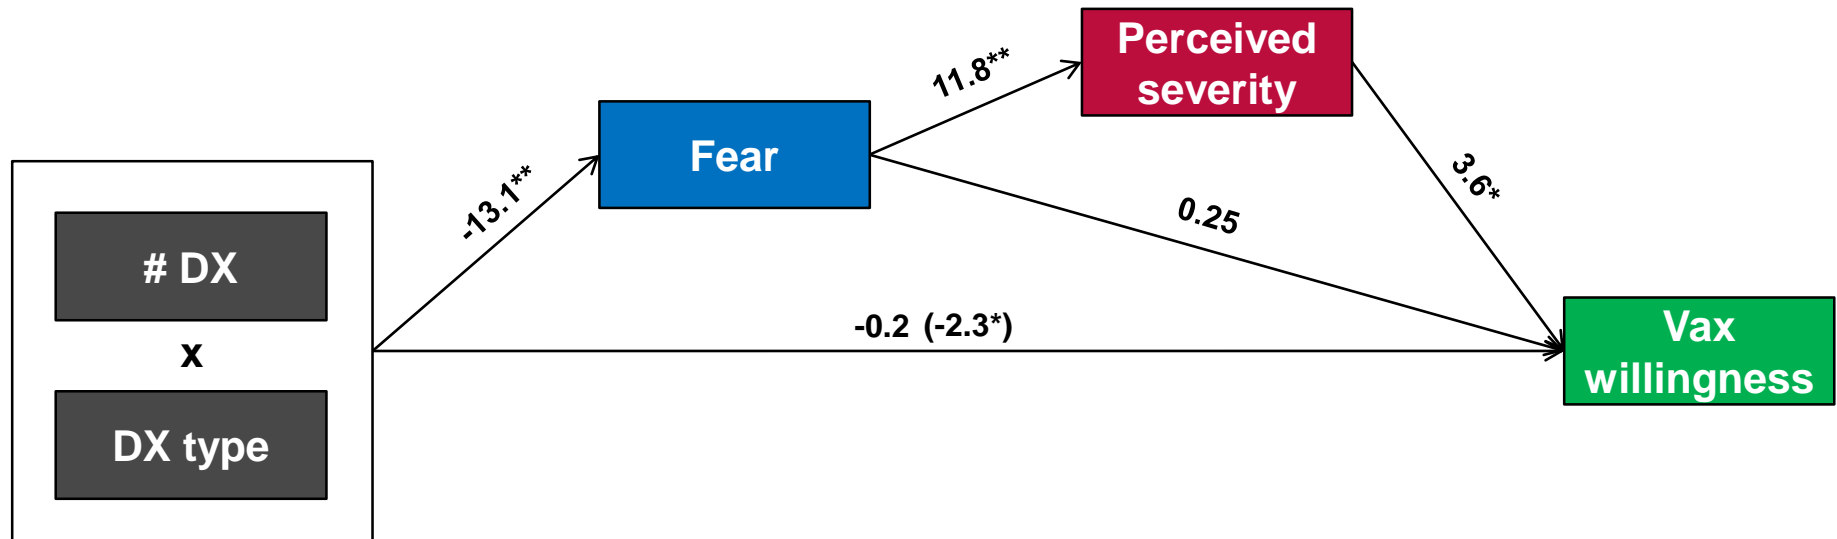 Perceived
severity
11.8**
Fear
-13.1**
3.6*
0.25
# DX
x
DX type
-0.2 (-2.3*)
Vax
willingness